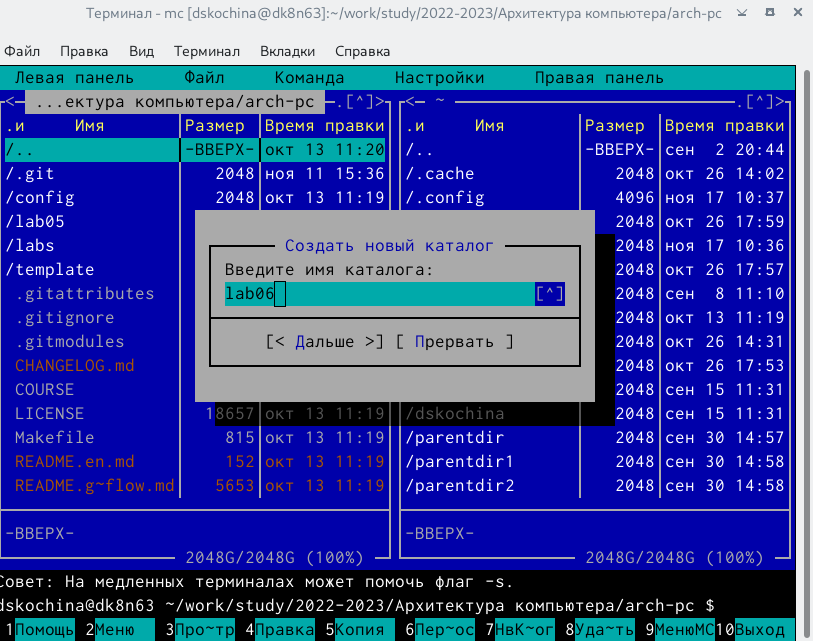 Терминал - mc [dskochina@dk8n63]:~/work/study/2022-2023/Архитектура компьютера/arch-pc
Файл Правка Вид Терминал Вкладки Справка
Левая панель Файл Команда Настройки Правая панель
<─ ...ектура компьютера/arch-pc ─.[^]> <─ ~ ─.[^]>
.и Имя Размер Время правки .и Имя Размер Время правки
/.. -ВВЕРХ- окт 13 11:20 /.. -ВВЕРХ- сен 2 20:44
/.git 2048 ноя 11 15:36 /.cache 2048 окт 26 14:02
/config 2048 окт 13 11:19 /.config 4096 ноя 17 10:37
/lab05 2048 окт 26 17:59
/labs Создать новый каталог 2048 ноя 17 10:36
/template Введите имя каталога: 2048 окт 26 17:57
.gitattributes lab06 [^] 2048 сен 8 11:10
.gitignore 2048 окт 13 11:19
.gitmodules [< Дальше >] [ Прервать ] 2048 окт 26 14:31
CHANGELOG.md 2048 окт 26 17:53
COURSE 2048 сен 15 11:31
LICENSE 18657 окт 13 11:19 /dskochina 2048 сен 15 11:31
Makefile 815 окт 13 11:19 /parentdir 2048 сен 30 14:57
README.en.md 152 окт 13 11:19 /parentdir1 2048 сен 30 14:58
README.g~flow.md 5653 окт 13 11:19 /parentdir2 2048 сен 30 14:58
-ВВЕРХ- -ВВЕРХ-
2048G/2048G (100%) 2048G/2048G (100%)
Совет: На медленных терминалах может помочь флаг -s.
dskochina@dk8n63 ~/work/study/2022-2023/Архитектура компьютера/arch-pc $
1Помощь 2Меню 3Про~тр 4Правка 5Копия 6Пер~ос 7НвК~ог 8Уда~ть 9МенюМС 10Выход